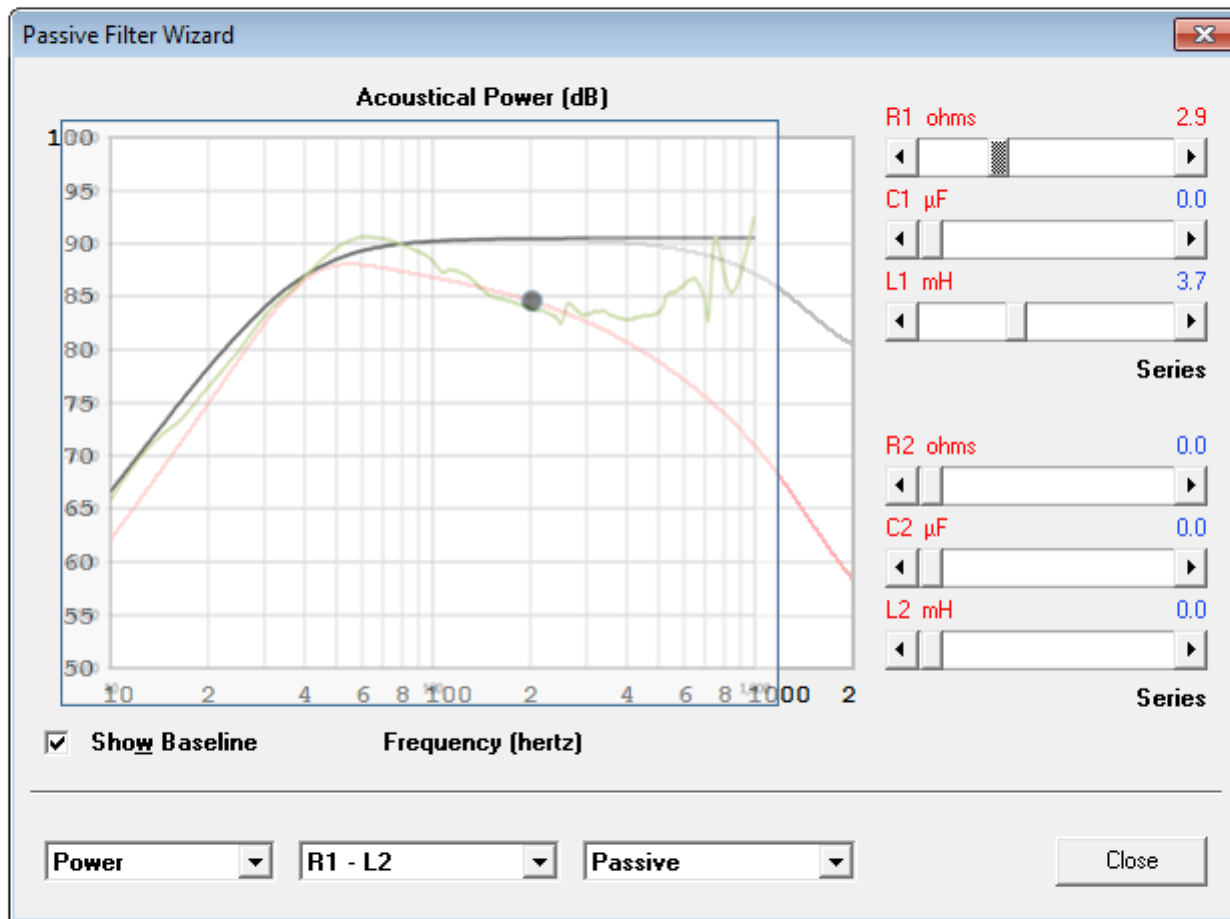 Passive Filter Wizard
Acoustical Power (dB)
100
95
90
85
80
75
70
65
60
55
50
10 2 4 6 8 100 2 4 6 8 1000 2
Show Baseline
Frequency (hertz)
R1 ohms 2.9
C1 µF 0.0
L1 mH 3.7
Series
R2 ohms 0.0
C2 µF 0.0
L2 mH 0.0
Series
Power
R1 - L2
Passive
Close